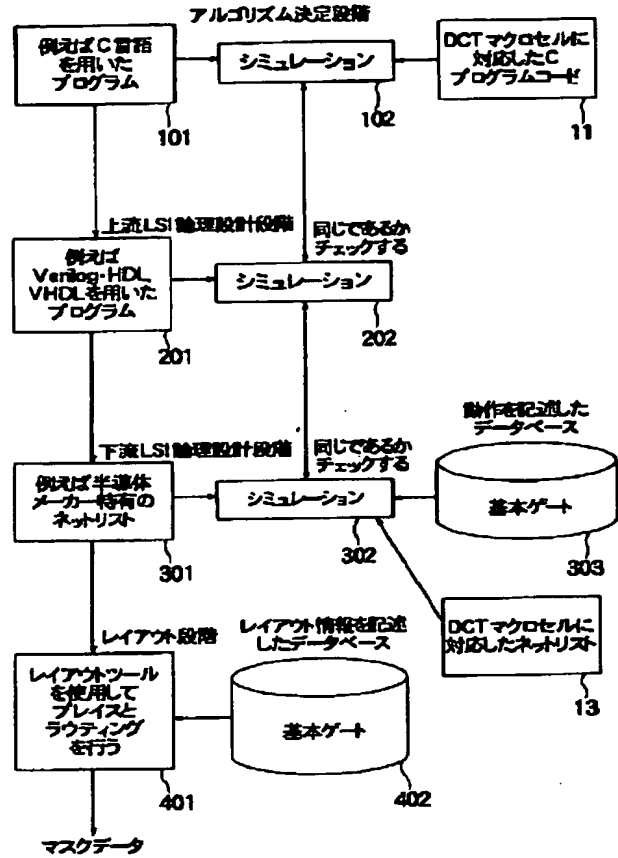 アルゴリズム決定段階
例えばC言語
を用いた
プログラム
101
シミュレーション
102
DCTマクロセルに
対応したC
プログラムコード
11
上流LSI論理設計段階
同じであるか
チェックする
例えば
Verilog・HDL,
VHDLを用いた
プログラム
201
シミュレーション
202
下流LSI論理設計段階
同じであるか
チェックする
動作を記述した
データベース
例えば半導体
メーカー特有の
ネットリスト
301
シミュレーション
302
基本ゲート
303
レイアウト段階
レイアウト情報を記述
したデータベース
DCTマクロセルに
対応したネットリスト
13
レイアウトツール
を使用して
プレイスと
ラウティング
を行う
401
基本ゲート
402
マスクデータ